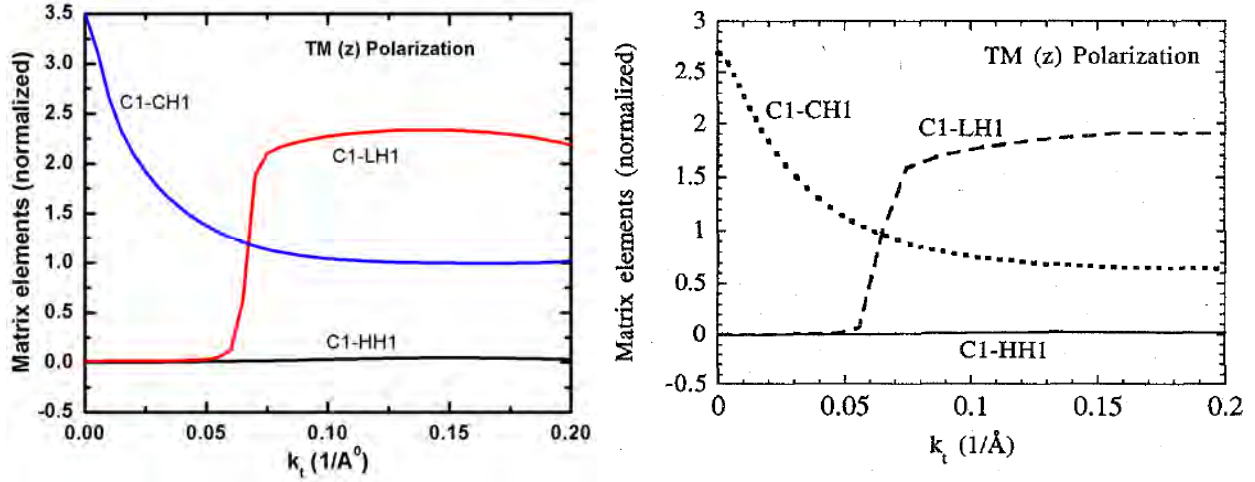 3.5
3.0
2.5
2.0
1.5
1.0
0.5
0.0
-0.5
Matrix elements (normalized)
TM (z) Polarization
C1-CH1
C1-LH1
C1-HH1
0.00 0.05 0.10 0.15 0.20
k_t (1/A⁰)
3
2.5
2
1.5
1
0.5
0
-0.5
Matrix elements (normalized)
TM (z) Polarization
C1-CH1
C1-LH1
C1-HH1
0 0.05 0.1 0.15 0.2
k_t (1/Å)